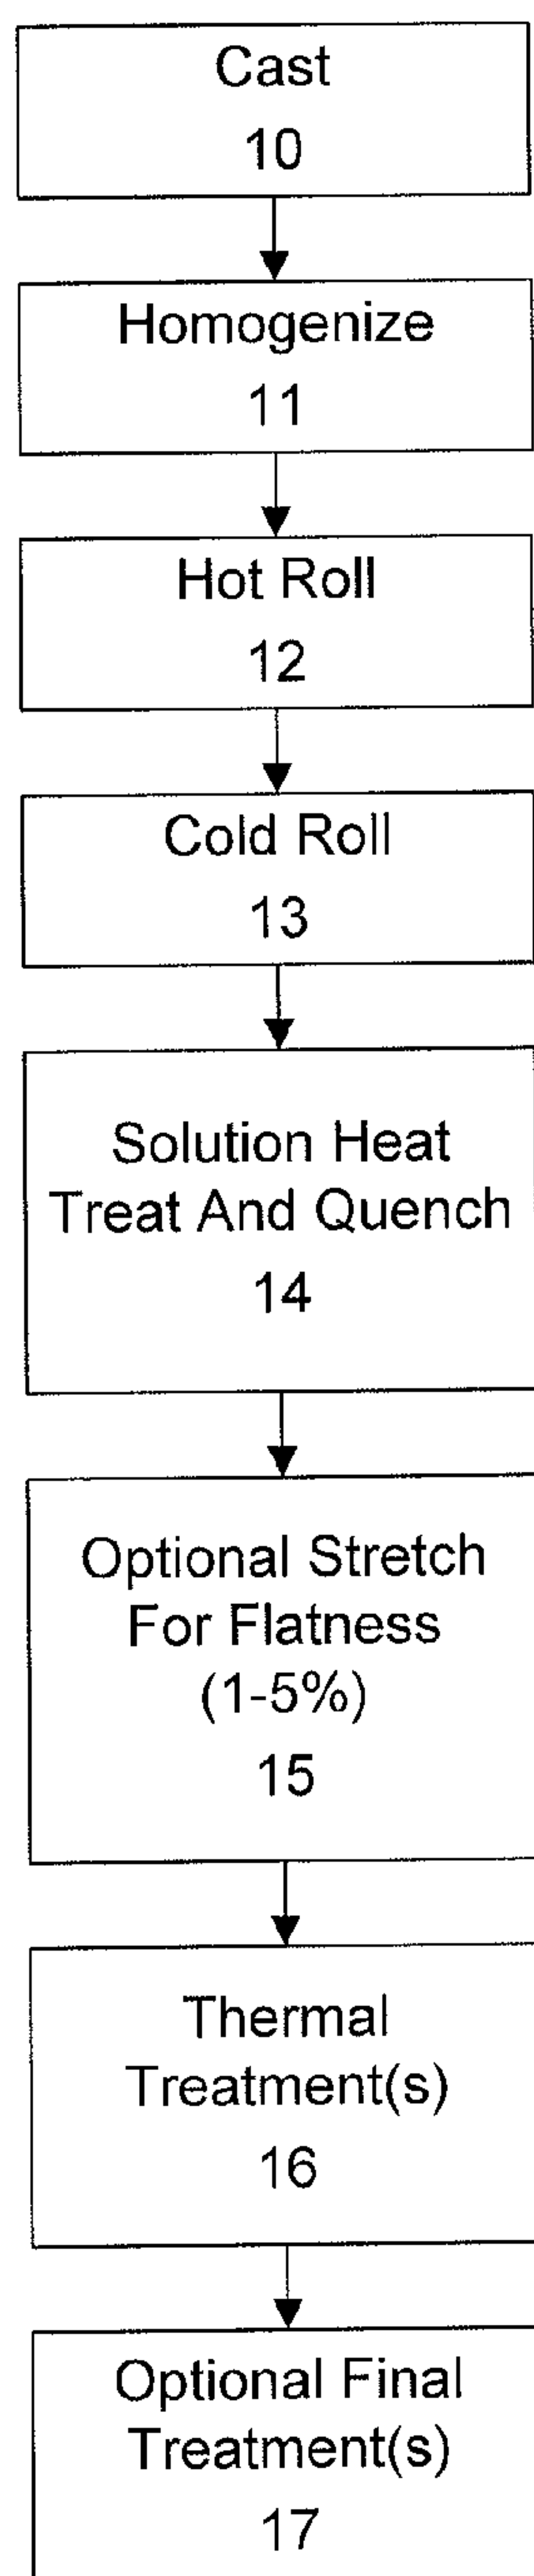 Cast
10
Homogenize
11
Hot Roll
12
Cold Roll
13
Solution Heat
Treat And Quench
14
Optional Stretch
For Flatness
(1-5%)
15
Thermal
Treatment(s)
16
Optional Final
Treatment(s)
17